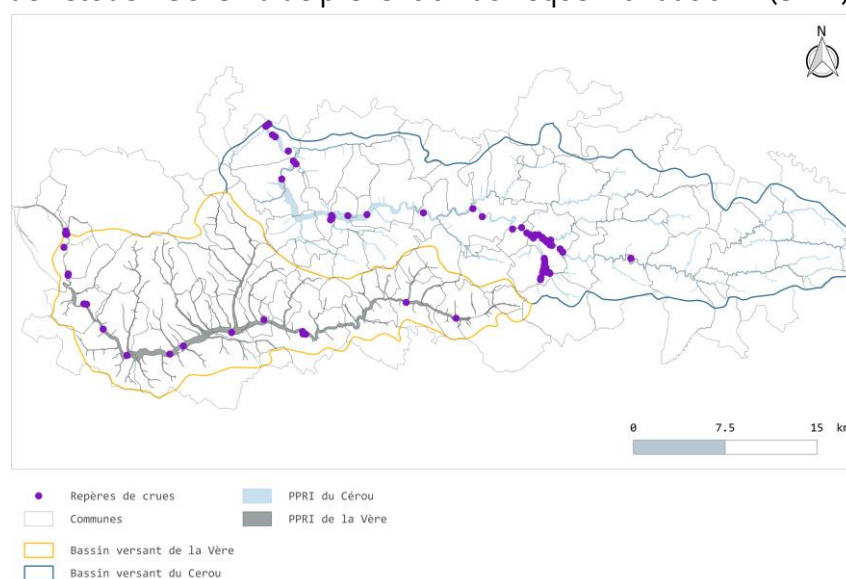 N
0 7.5 15 km
Repères de crues PPRI du Cérou
Communes PPRI de la Vère
Bassin versant de la Vère
Bassin versant du Cerou